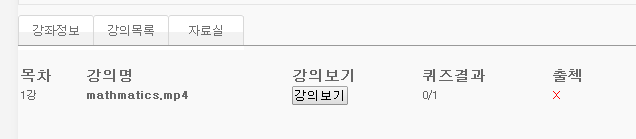 강좌정보 강의목록 자료실
목차 강의명 강의보기 퀴즈결과 출첵
1강 mathmatics.mp4 강의보기 0/1 X